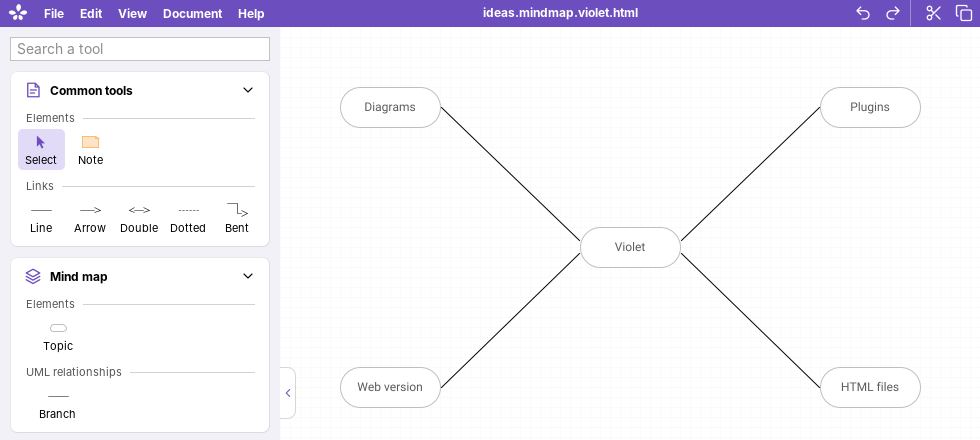 File Edit View Document Help
ideas.mindmap.violet.html
Search a tool
Common tools
Elements
Select Note
Links
Line Arrow Double Dotted Bent
Mind map
Elements
Topic
UML relationships
Branch
Diagrams
Plugins
Violet
Web version
HTML files